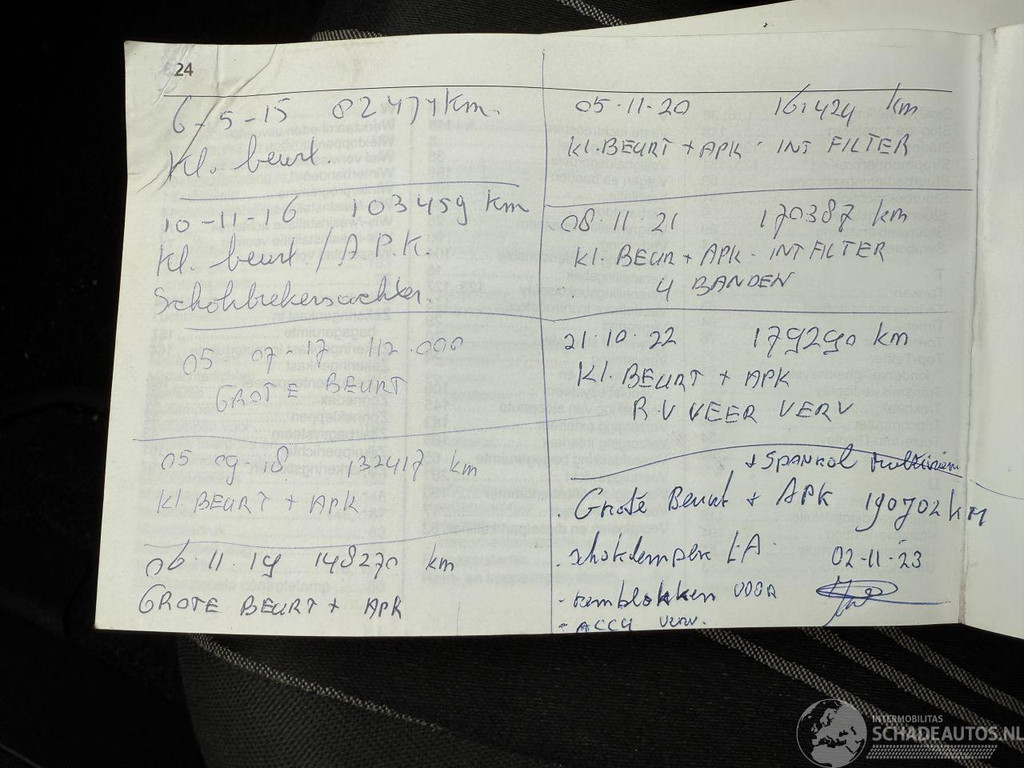 24
6-5-15 82474 km.
Kl. beurt.
10-11-16 103459 km
Kl. beurt / A.P.K.
Schokbrekers achter.
05 07-17 112.000
GROTE BEURT
05 09-18 132417 km
Kl. BEURT + APK
06.11.19 148270 km
GROTE BEURT + APK
05.11-20 161424 km
Kl. BEURT + APK - INT FILTER
08.11 21 170387 km
Kl. BEUR + APK - INT FILTER
4 BANDEN
21.10.22 179290 km
Kl. BEURT + APK
R.V VEER VERV
+ SPANROL multiriem
Grote Beurt + APK 190702 KM
- schokdemper L.A 02-11-23
- remblokken VOOR
- ACCU verv.
INTERMOBILITAS
SCHADEAUTOS.NL